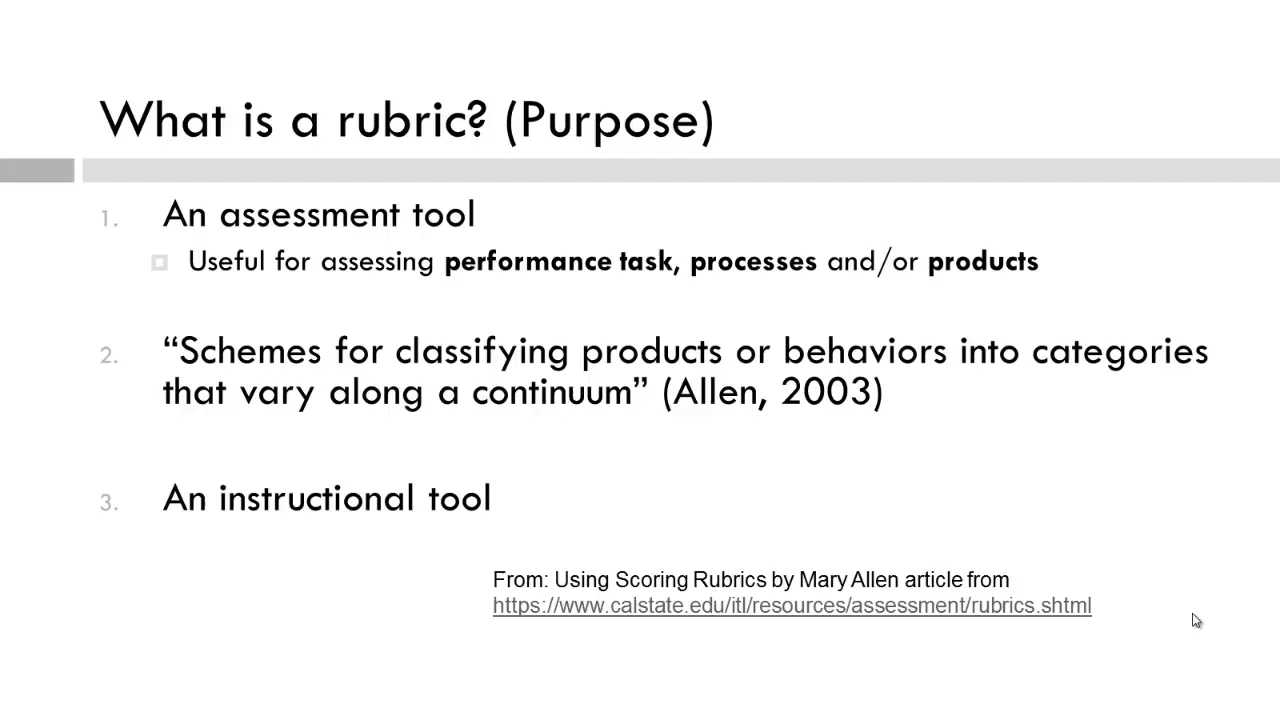 What is a rubric? (Purpose)
1. An assessment tool
Useful for assessing performance task, processes and/or products
2. “Schemes for classifying products or behaviors into categories
that vary along a continuum” (Allen, 2003)
3. An instructional tool
From: Using Scoring Rubrics by Mary Allen article from
https://www.calstate.edu/itl/resources/assessment/rubrics.shtml